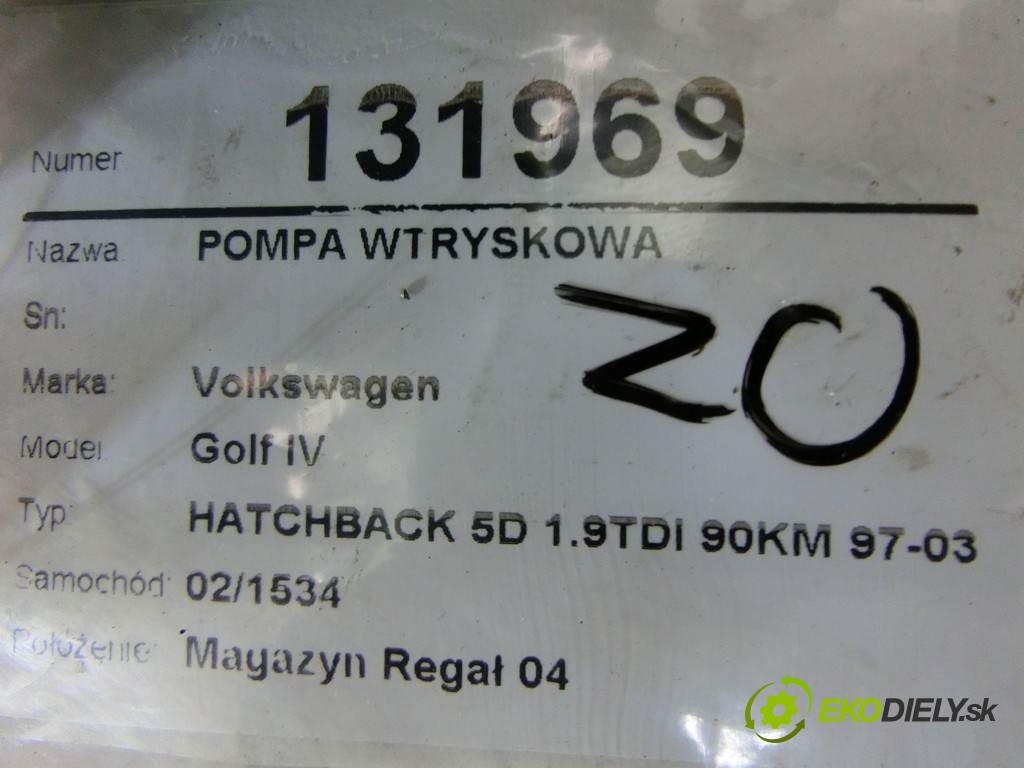 Numer 131969
Nazwa: POMPA WTRYSKOWA
Sn:
Marka: Volkswagen
Model Golf IV
Typ: HATCHBACK 5D 1.9TDI 90KM 97-03
Samochód: 02/1534
Położenie: Magazyn Regał 04
EKODIELY.sk